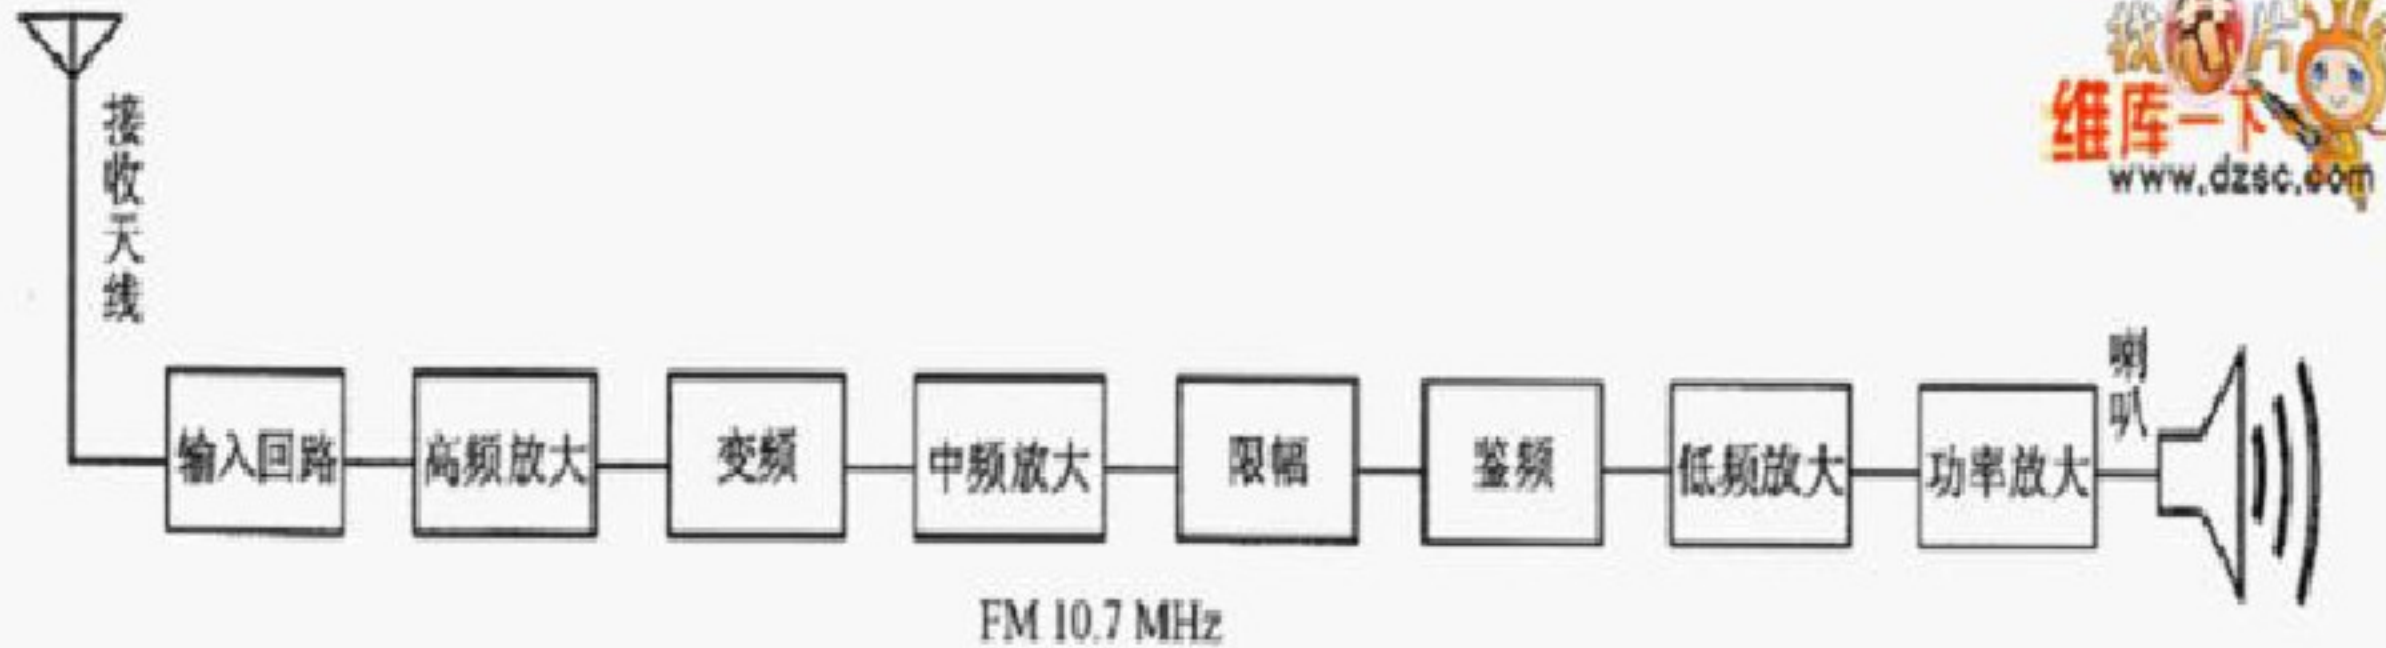 接收天线
输入回路
高频放大
变频
中频放大
限幅
鉴频
低频放大
功率放大
喇叭
FM 10.7 MHz
维库一下
www.dzsc.com